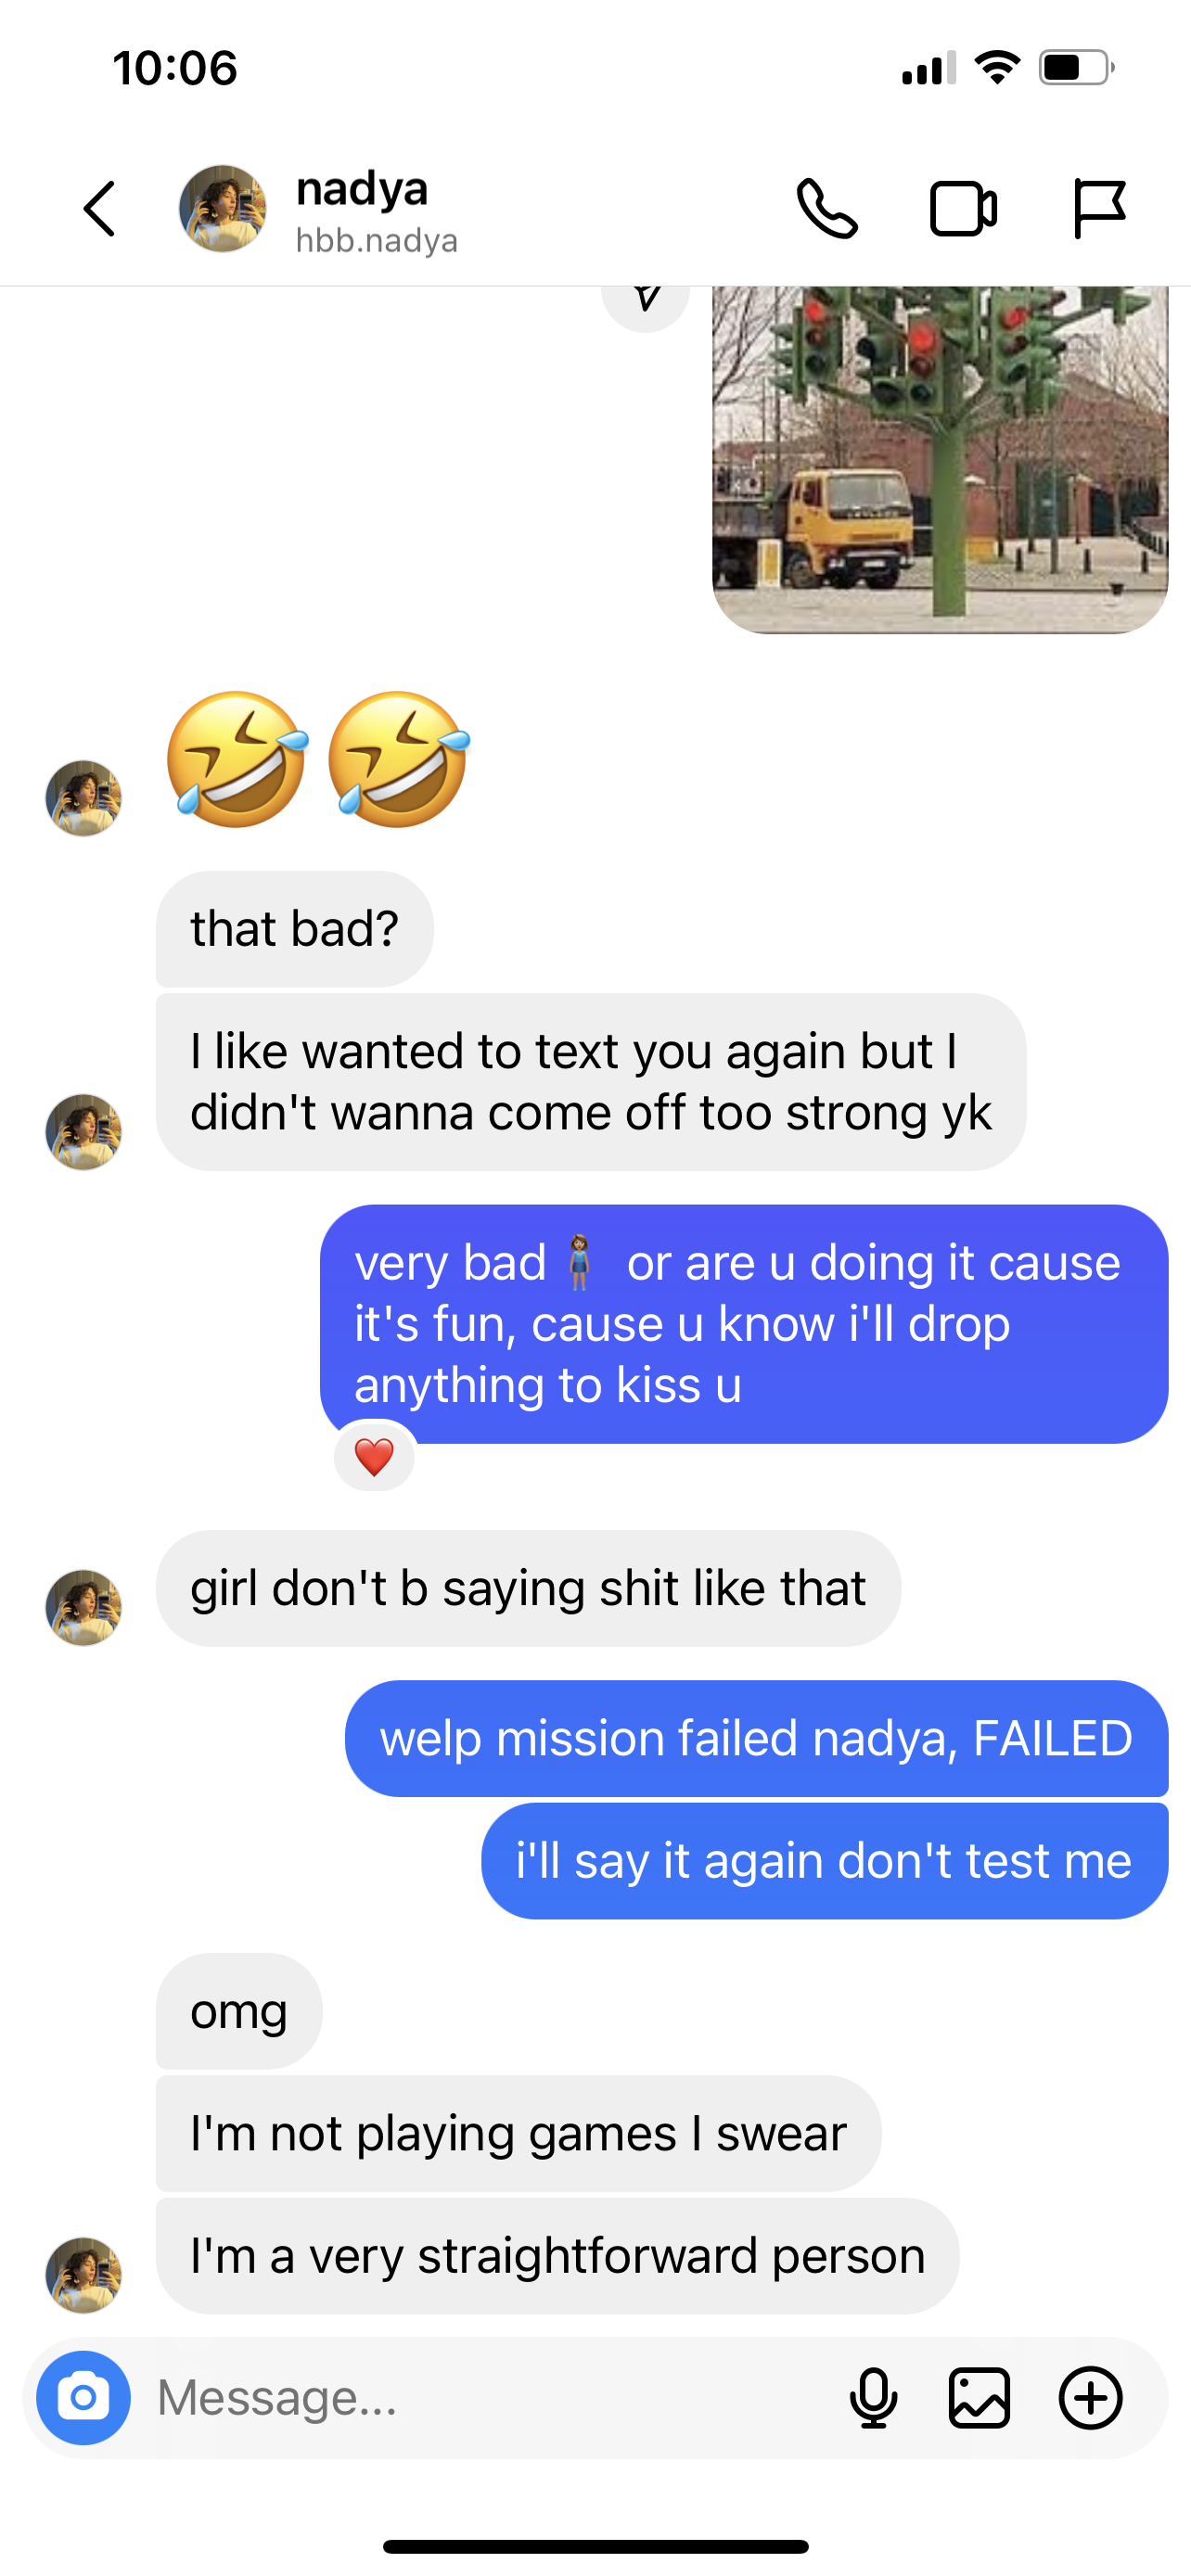 10:06
nadya
hbb.nadya
🤣🤣
that bad?
I like wanted to text you again but I
didn't wanna come off too strong yk
very bad🧍🏽‍♀️ or are u doing it cause
it's fun, cause u know i'll drop
anything to kiss u
❤️
girl don't b saying shit like that
welp mission failed nadya, FAILED
i'll say it again don't test me
omg
I'm not playing games I swear
I'm a very straightforward person
Message...